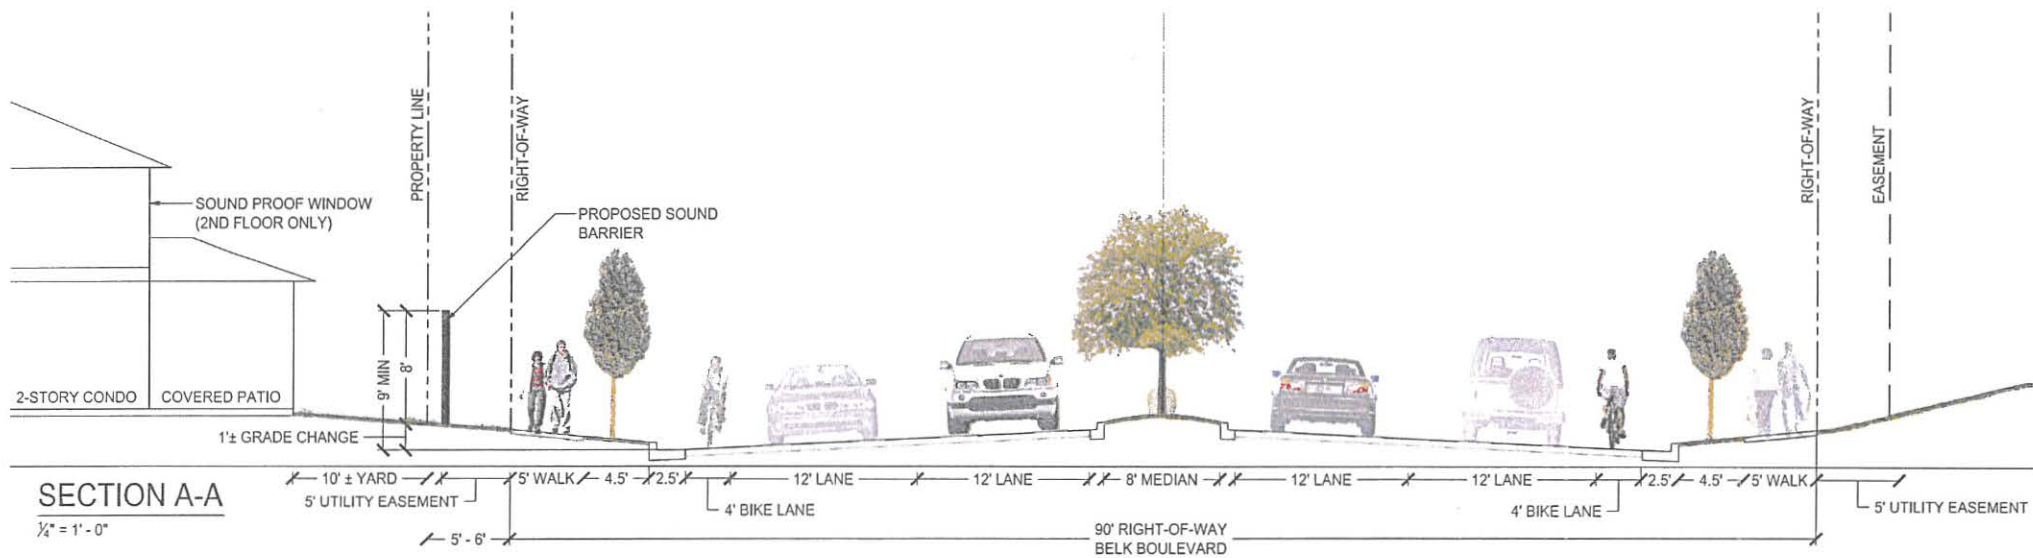 PROPERTY LINE
RIGHT-OF-WAY
RIGHT-OF-WAY
EASEMENT
SOUND PROOF WINDOW
(2ND FLOOR ONLY)
PROPOSED SOUND
BARRIER
9' MIN
8'
2-STORY CONDO
COVERED PATIO
1'± GRADE CHANGE
10' ± YARD
5' WALK
4.5'
2.5'
12' LANE
12' LANE
8' MEDIAN
12' LANE
12' LANE
2.5'
4.5'
5' WALK
5' UTILITY EASEMENT
4' BIKE LANE
4' BIKE LANE
5' UTILITY EASEMENT
SECTION A-A
¼" = 1' - 0"
5' - 6'
90' RIGHT-OF-WAY
BELK BOULEVARD